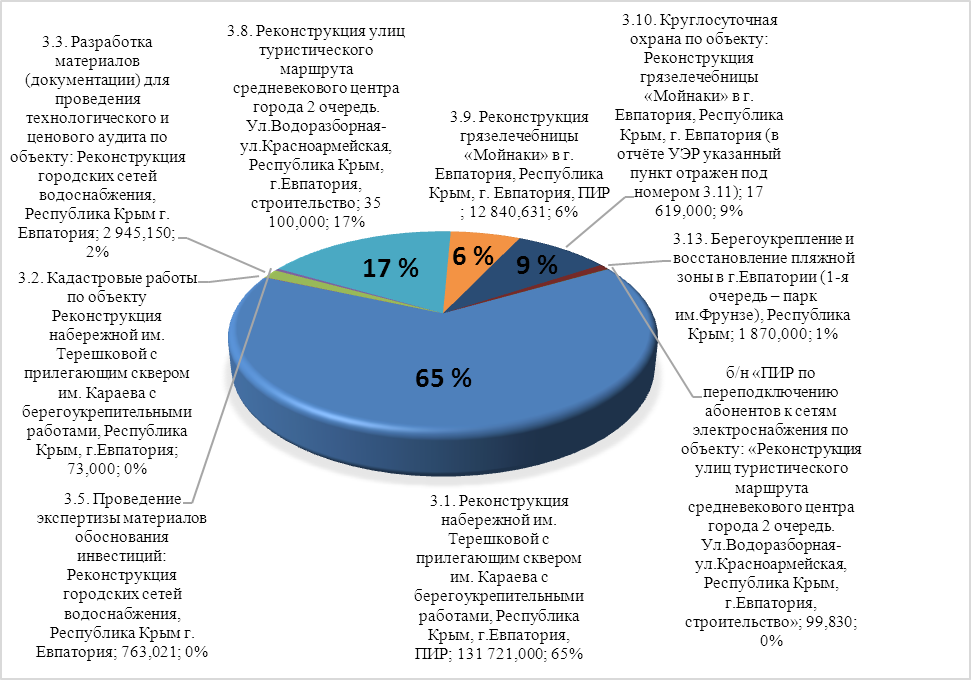 3.3. Разработка
материалов
(документации) для
проведения
технологического и
ценового аудита по
объекту: Реконструкция
городских сетей
водоснабжения,
Республика Крым г.
Евпатория; 2 945,150;
2%
3.8. Реконструкция улиц
туристического
маршрута
средневекового центра
города 2 очередь.
Ул.Водоразборная-
ул.Красноармейская,
Республика Крым,
г.Евпатория,
строительство; 35
100,000; 17%
3.9. Реконструкция
грязелечебницы
«Мойнаки» в г.
Евпатория, Республика
Крым, г. Евпатория, ПИР
; 12 840,631; 6%
3.10. Круглосуточная
охрана по объекту:
Реконструкция
грязелечебницы
«Мойнаки» в г.
Евпатория, Республика
Крым, г. Евпатория (в
отчёте УЭР указанный
пункт отражен под
номером 3.11); 17
619,000; 9%
3.13. Берегоукрепление и
восстановление пляжной
зоны в г.Евпатории (1-я
очередь – парк
им.Фрунзе), Республика
Крым; 1 870,000; 1%
б/н «ПИР по
переподключению
абонентов к сетям
электроснабжения по
объекту: «Реконструкция
улиц туристического
маршрута
средневекового центра
города 2 очередь.
Ул.Водоразборная-
ул.Красноармейская,
Республика Крым,
г.Евпатория,
строительство»; 99,830;
0%
3.2. Кадастровые работы
по объекту
Реконструкция
набережной им.
Терешковой с
прилегающим сквером
им. Караева с
берегоукрепительными
работами, Республика
Крым, г.Евпатория;
73,000; 0%
3.5. Проведение
экспертизы материалов
обоснования
инвестиций:
Реконструкция
городских сетей
водоснабжения,
Республика Крым г.
Евпатория; 763,021; 0%
3.1. Реконструкция
набережной им.
Терешковой с
прилегающим сквером
им. Караева с
берегоукрепительными
работами, Республика
Крым, г.Евпатория,
ПИР; 131 721,000; 65%
17 %
6 %
9 %
65 %